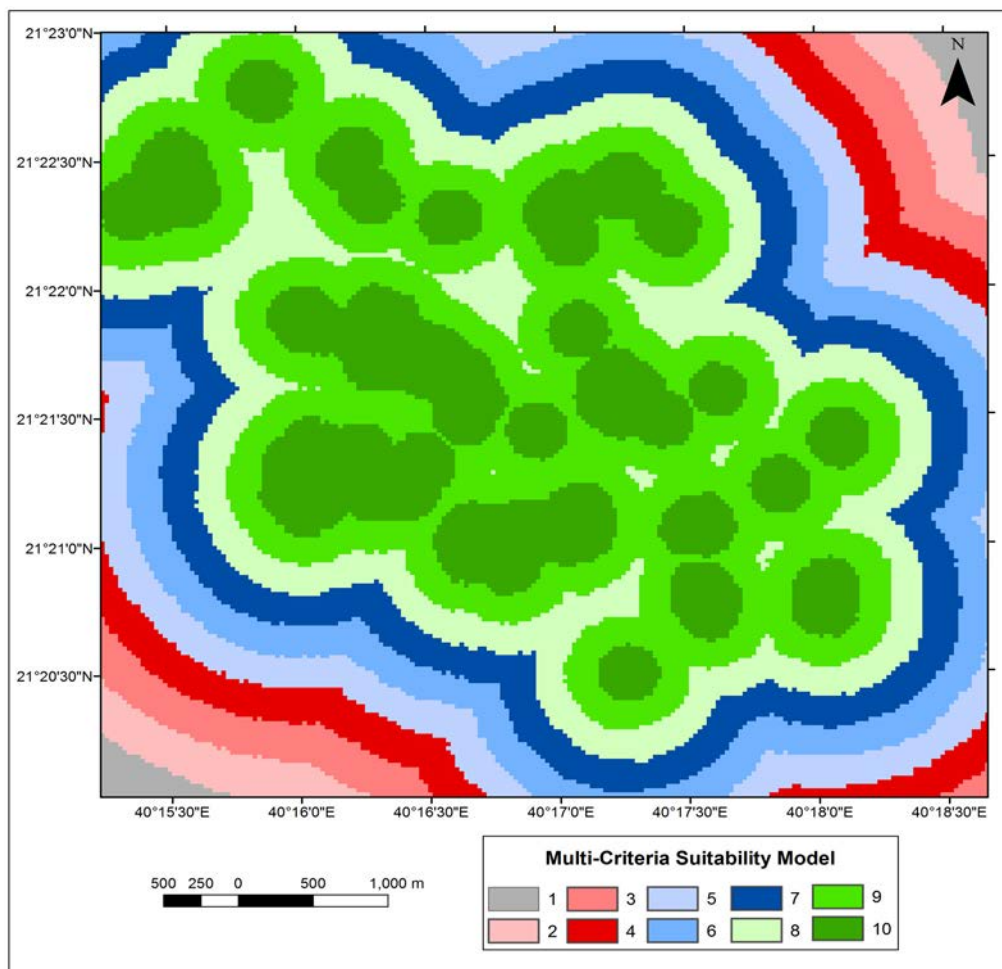 N
21°23'0"N
21°22'30"N
21°22'0"N
21°21'30"N
21°21'0"N
21°20'30"N
40°15'30"E 40°16'0"E 40°16'30"E 40°17'0"E 40°17'30"E 40°18'0"E 40°18'30"E
500 250 0 500 1,000 m
Multi-Criteria Suitability Model
1 3 5 7 9
2 4 6 8 10